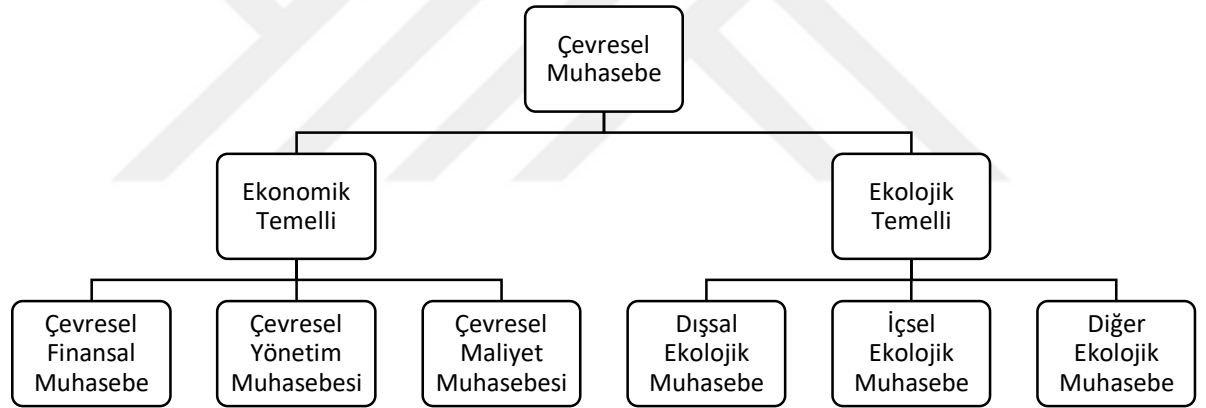 Çevresel
Muhasebe
Ekonomik
Temelli
Ekolojik
Temelli
Çevresel
Finansal
Muhasebe
Çevresel
Yönetim
Muhasebesi
Çevresel
Maliyet
Muhasebesi
Dışsal
Ekolojik
Muhasebe
İçsel
Ekolojik
Muhasebe
Diğer
Ekolojik
Muhasebe